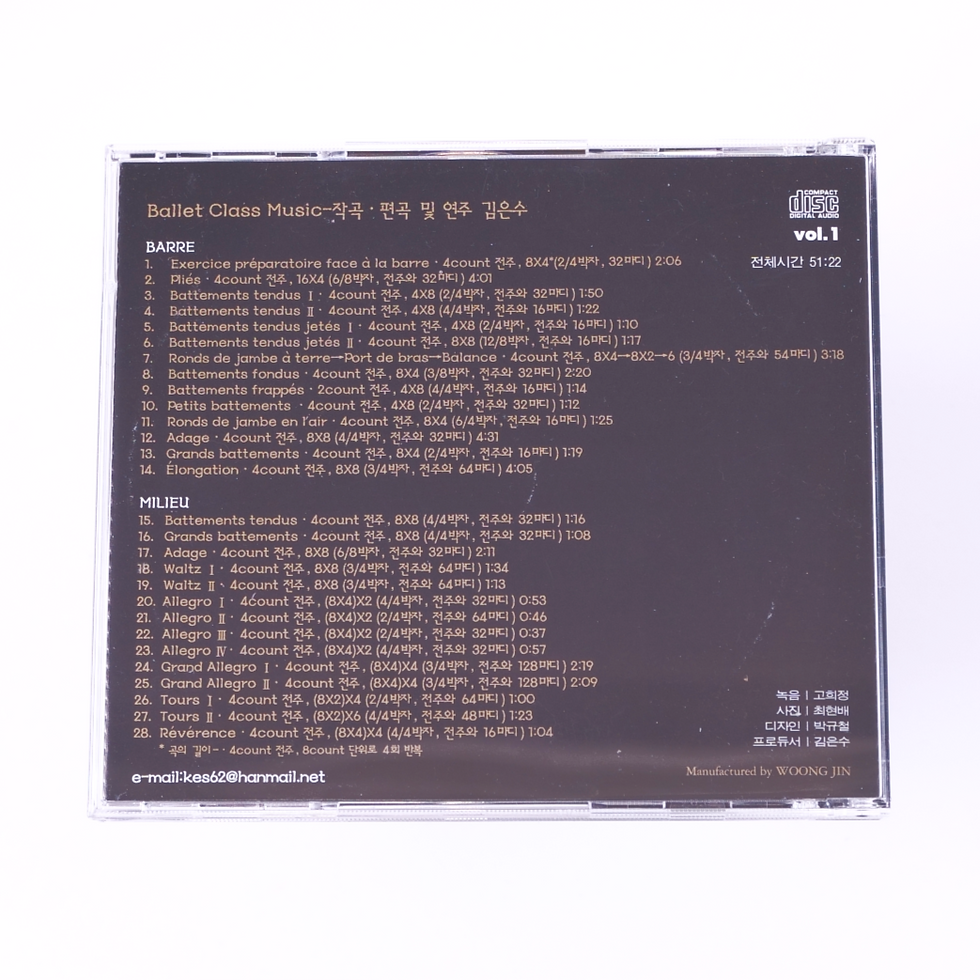 Ballet Class Music-작곡 · 편곡 및 연주 김은수
COMPACT
disc
DIGITAL AUDIO
vol.1
전체시간 51:22
BARRE
1. Exercice préparatoire face à la barre · 4count 전주, 8X4*(2/4박자, 32마디) 2:06
2. Pliés · 4count 전주, 16X4 (6/8박자, 전주와 32마디) 4:01
3. Battements tendus Ⅰ · 4count 전주, 4X8 (2/4박자, 전주와 32마디) 1:50
4. Battements tendus Ⅱ · 4count 전주, 4X8 (4/4박자, 전주와 16마디) 1:22
5. Battements tendus jetés Ⅰ · 4count 전주, 4X8 (2/4박자, 전주와 16마디) 1:10
6. Battements tendus jetés Ⅱ · 4count 전주, 8X8 (12/8박자, 전주와 16마디) 1:17
7. Ronds de jambe à terre→Port de bras→Balance · 4count 전주, 8X4→8X2→6 (3/4박자, 전주와 54마디) 3:18
8. Battements fondus · 4count 전주, 8X4 (3/8박자, 전주와 32마디) 2:20
9. Battements frappés · 2count 전주, 4X8 (4/4박자, 전주와 16마디) 1:14
10. Petits battements · 4count 전주, 4X8 (2/4박자, 전주와 32마디) 1:12
11. Ronds de jambe en l'air · 4count 전주, 8X4 (6/4박자, 전주와 16마디) 1:25
12. Adage · 4count 전주, 8X8 (4/4박자, 전주와 32마디) 4:31
13. Grands battements · 4count 전주, 8X4 (2/4박자, 전주와 16마디) 1:19
14. Élongation · 4count 전주, 8X8 (3/4박자, 전주와 64마디) 4:05
MILIEU
15. Battements tendus · 4count 전주, 8X8 (4/4박자, 전주와 32마디) 1:16
16. Grands battements · 4count 전주, 8X8 (4/4박자, 전주와 32마디) 1:08
17. Adage · 4count 전주, 8X8 (6/8박자, 전주와 32마디) 2:11
18. Waltz Ⅰ · 4count 전주, 8X8 (3/4박자, 전주와 64마디) 1:34
19. Waltz Ⅱ · 4count 전주, 8X8 (3/4박자, 전주와 64마디) 1:13
20. Allegro Ⅰ · 4count 전주, (8X4)X2 (4/4박자, 전주와 32마디) 0:53
21. Allegro Ⅱ · 4count 전주, (8X4)X2 (2/4박자, 전주와 64마디) 0:46
22. Allegro Ⅲ · 4count 전주, (8X4)X2 (2/4박자, 전주와 32마디) 0:37
23. Allegro Ⅳ · 4count 전주, (8X4)X2 (4/4박자, 전주와 32마디) 0:57
24. Grand Allegro Ⅰ · 4count 전주, (8X4)X4 (3/4박자, 전주와 128마디) 2:19
25. Grand Allegro Ⅱ · 4count 전주, (8X4)X4 (3/4박자, 전주와 128마디) 2:09
26. Tours Ⅰ · 4count 전주, (8X2)X4 (2/4박자, 전주와 64마디) 1:00
27. Tours Ⅱ · 4count 전주, (8X2)X6 (4/4박자, 전주와 48마디) 1:23
28. Révérence · 4count 전주, (8X4)X4 (4/4박자, 전주와 16마디) 1:04
* 곡의 길이- · 4count 전주, 8count 단위로 4회 반복
e-mail:kes62@hanmail.net
녹음 | 고희정
사진 | 최현배
디자인 | 박규철
프로듀서 | 김은수
Manufactured by WOONG JIN